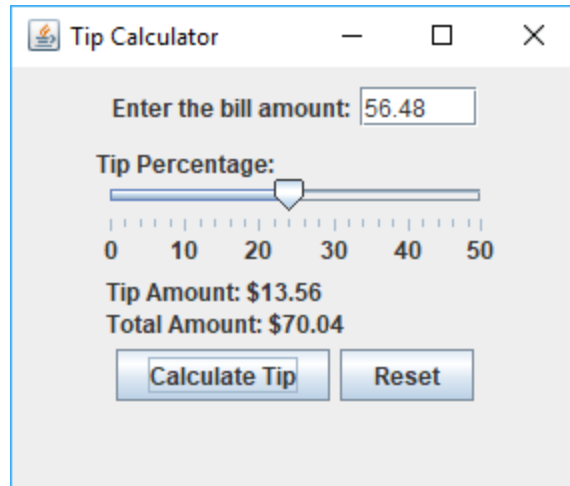 Tip Calculator
Enter the bill amount: 56.48
Tip Percentage:
0 10 20 30 40 50
Tip Amount: $13.56
Total Amount: $70.04
Calculate Tip Reset